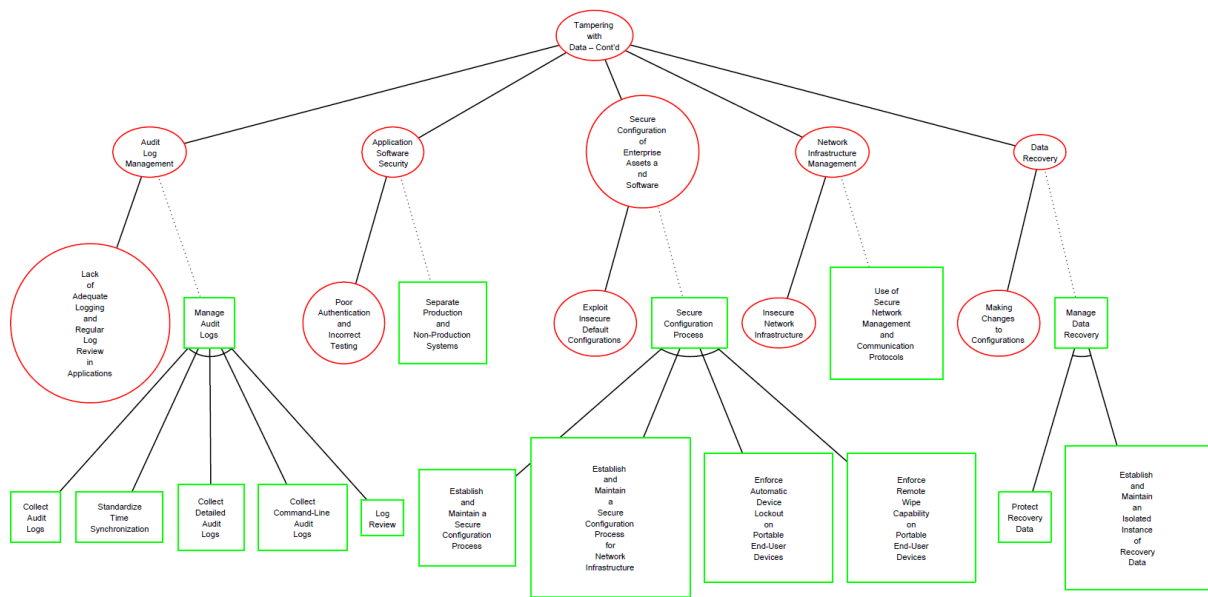 Tampering
with
Data – Cont'd
Audit
Log
Management
Application
Software
Security
Secure
Configuration
of
Enterprise
Assets a
nd
Software
Network
Infrastructure
Management
Data
Recovery
Lack
of
Adequate
Logging
and
Regular
Log
Review
in
Applications
Manage
Audit
Logs
Poor
Authentication
and
Incorrect
Testing
Separate
Production
and
Non-Production
Systems
Exploit
Insecure
Default
Configurations
Secure
Configuration
Process
Insecure
Network
Infrastructure
Use of
Secure
Network
Management
and
Communication
Protocols
Making
Changes
to
Configurations
Manage
Data
Recovery
Collect
Audit
Logs
Standardize
Time
Synchronization
Collect
Detailed
Audit
Logs
Collect
Command-Line
Audit
Logs
Log
Review
Establish
and
Maintain a
Secure
Configuration
Process
Establish
and
Maintain
a
Secure
Configuration
Process
for
Network
Infrastructure
Enforce
Automatic
Device
Lockout
on
Portable
End-User
Devices
Enforce
Remote
Wipe
Capability
on
Portable
End-User
Devices
Protect
Recovery
Data
Establish
and
Maintain
an
Isolated
Instance
of
Recovery
Data